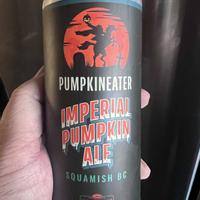 PUMPKINEATER
IMPERIAL
PUMPKIN
ALE
SQUAMISH BC